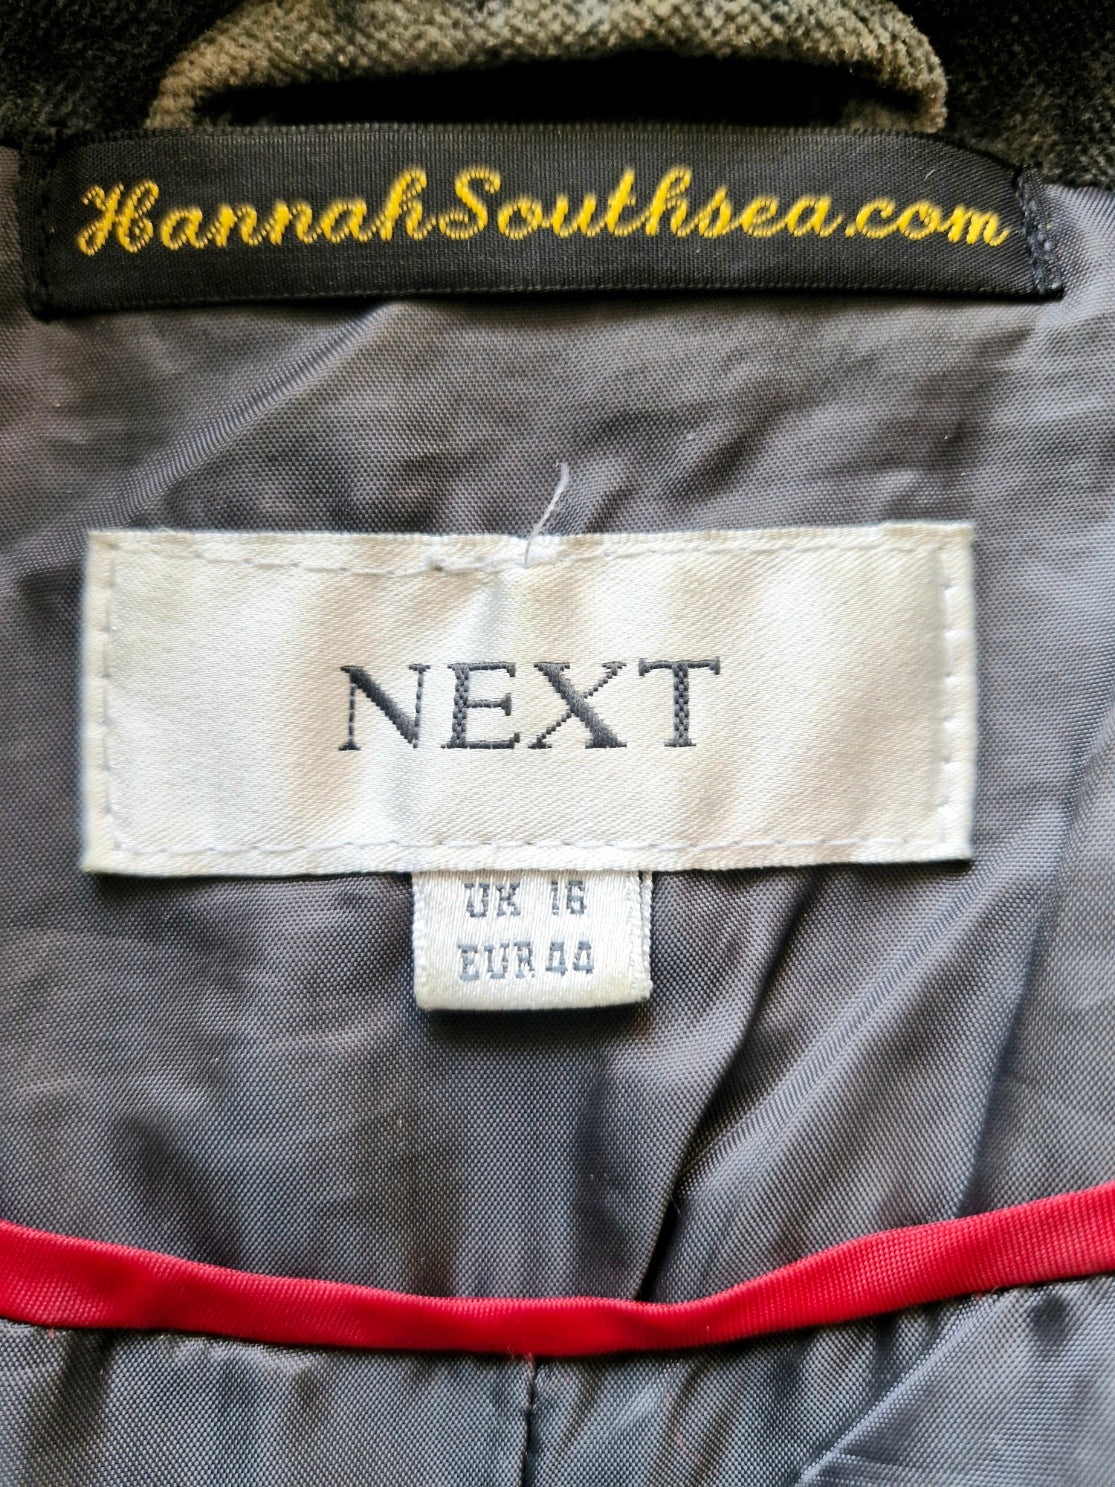 HannahSouthsea.com
NEXT
UK 16
EUR 44